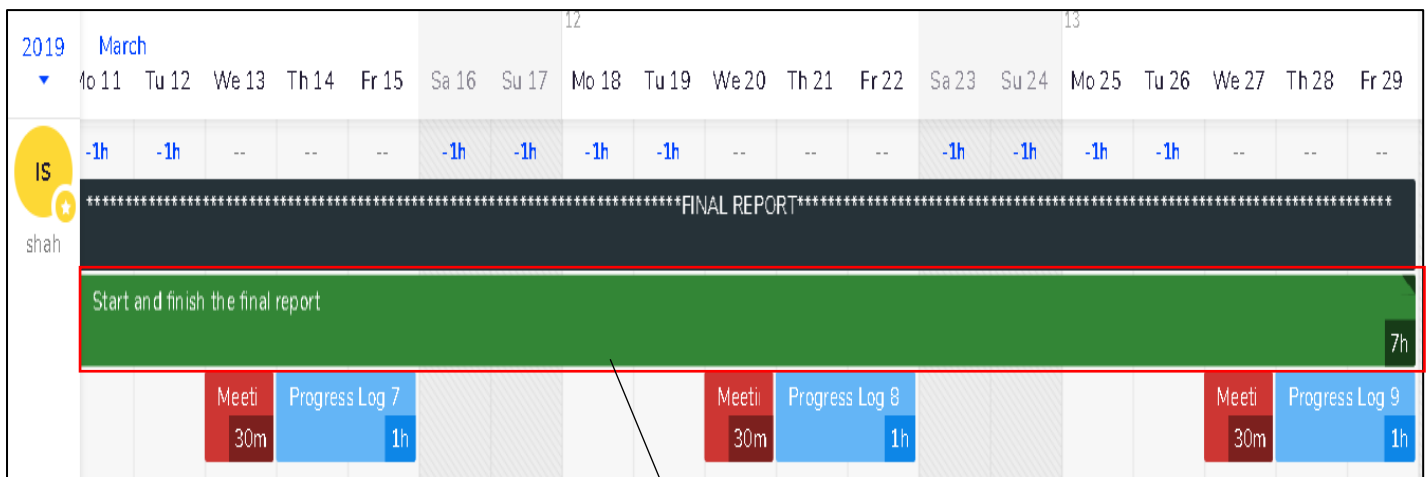 12 13
2019 March
Mo 11 Tu 12 We 13 Th 14 Fr 15 Sa 16 Su 17 Mo 18 Tu 19 We 20 Th 21 Fr 22 Sa 23 Su 24 Mo 25 Tu 26 We 27 Th 28 Fr 29
-1h -1h -- -- -- -1h -1h -1h -1h -- -- -- -1h -1h -1h -1h -- -- --
IS
shah
**********************************************************************FINAL REPORT**********************************************************************
Start and finish the final report
7h
Meeti Progress Log 7 Meetii Progress Log 8 Meeti Progress Log 9
30m 1h 30m 1h 30m 1h